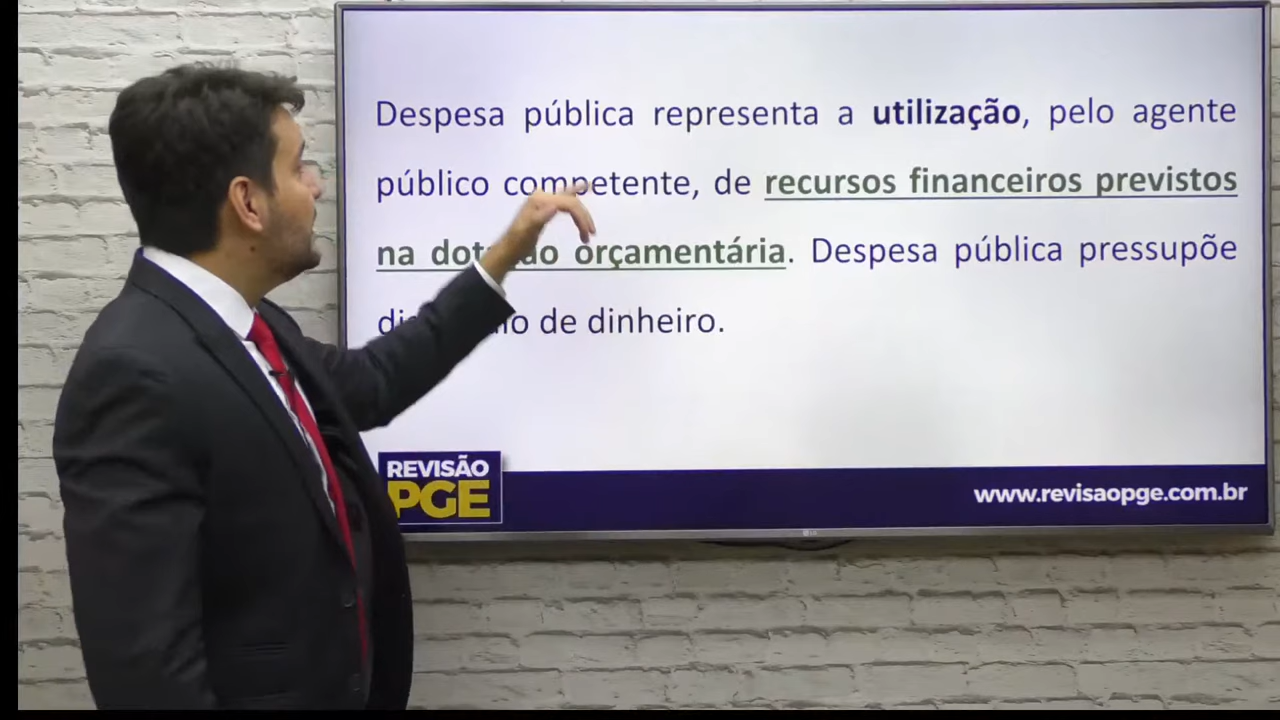 Despesa pública representa a utilização, pelo agente
público competente, de recursos financeiros previstos
na orçamentária. Despesa pública pressupõe
de dinheiro.
REVISÃO
PGE
www.revisaopge.com.br
LG